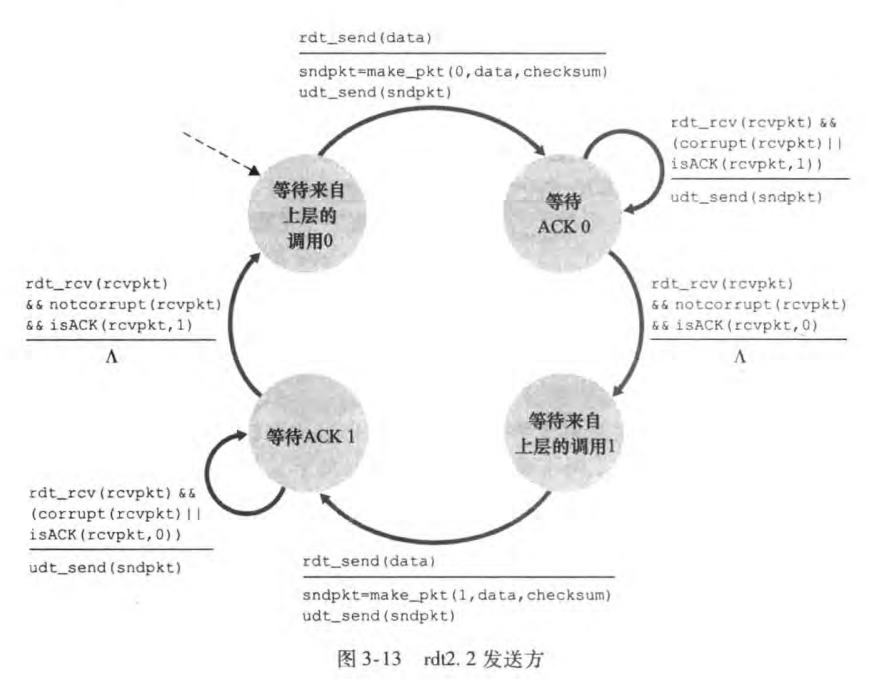 rdt_send(data)
sndpkt=make_pkt(0,data,checksum)
udt_send(sndpkt)
rdt_rcv(rcvpkt) &&
(corrupt(rcvpkt)||
isACK(rcvpkt,1))
udt_send(sndpkt)
等待来自
上层的
调用0
等待
ACK 0
rdt_rcv(rcvpkt)
&& notcorrupt(rcvpkt)
&& isACK(rcvpkt,1)
Λ
rdt_rcv(rcvpkt)
&& notcorrupt(rcvpkt)
&& isACK(rcvpkt,0)
Λ
等待ACK 1
等待来自
上层的调用1
rdt_rcv(rcvpkt) &&
(corrupt(rcvpkt)||
isACK(rcvpkt,0))
udt_send(sndpkt)
rdt_send(data)
sndpkt=make_pkt(1,data,checksum)
udt_send(sndpkt)
图 3-13 rdt2. 2 发送方